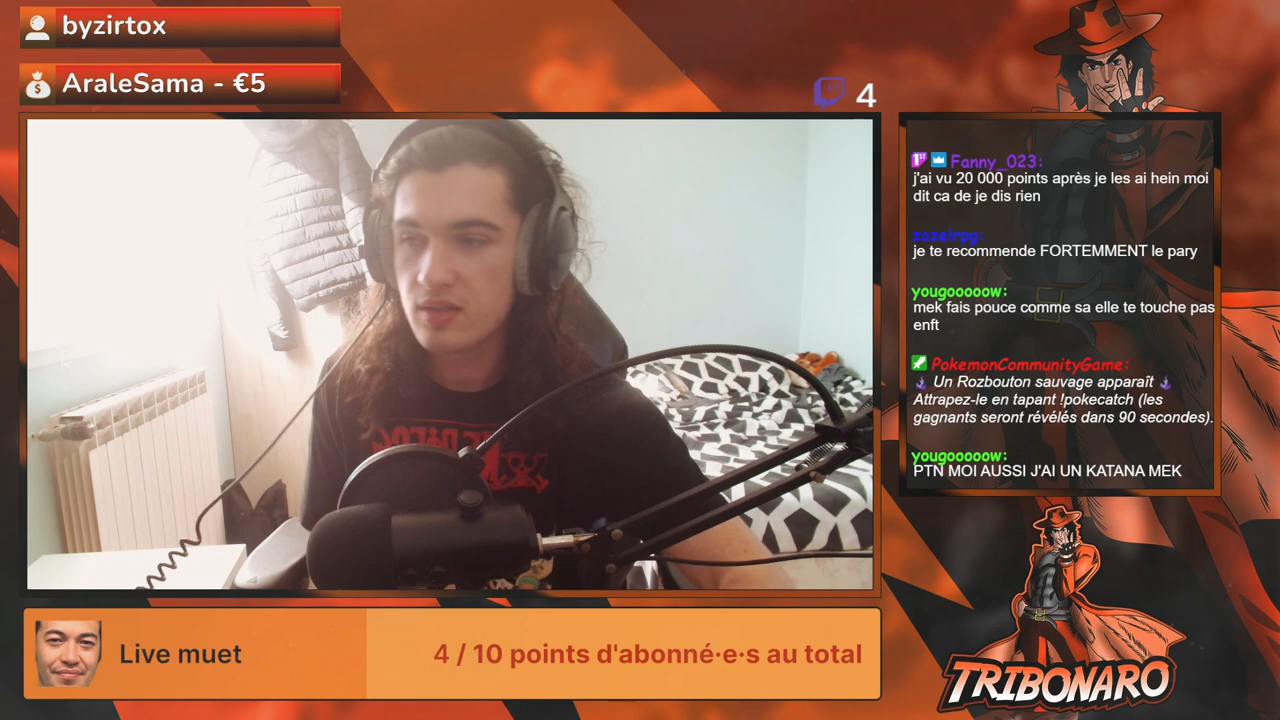 byzirtox
AraleSama - €5
4
Fanny_023:
j'ai vu 20 000 points après je les ai hein moi
dit ca de je dis rien
zozelrpg:
je te recommende FORTEMMENT le pary
yougooooow:
mek fais pouce comme sa elle te touche pas
enft
PokemonCommunityGame:
Un Rozbouton sauvage apparaît
Attrapez-le en tapant !pokecatch (les
gagnants seront révélés dans 90 secondes).
yougooooow:
PTN MOI AUSSI J'AI UN KATANA MEK
Live muet
4 / 10 points d'abonné·e·s au total
TRIBONARO